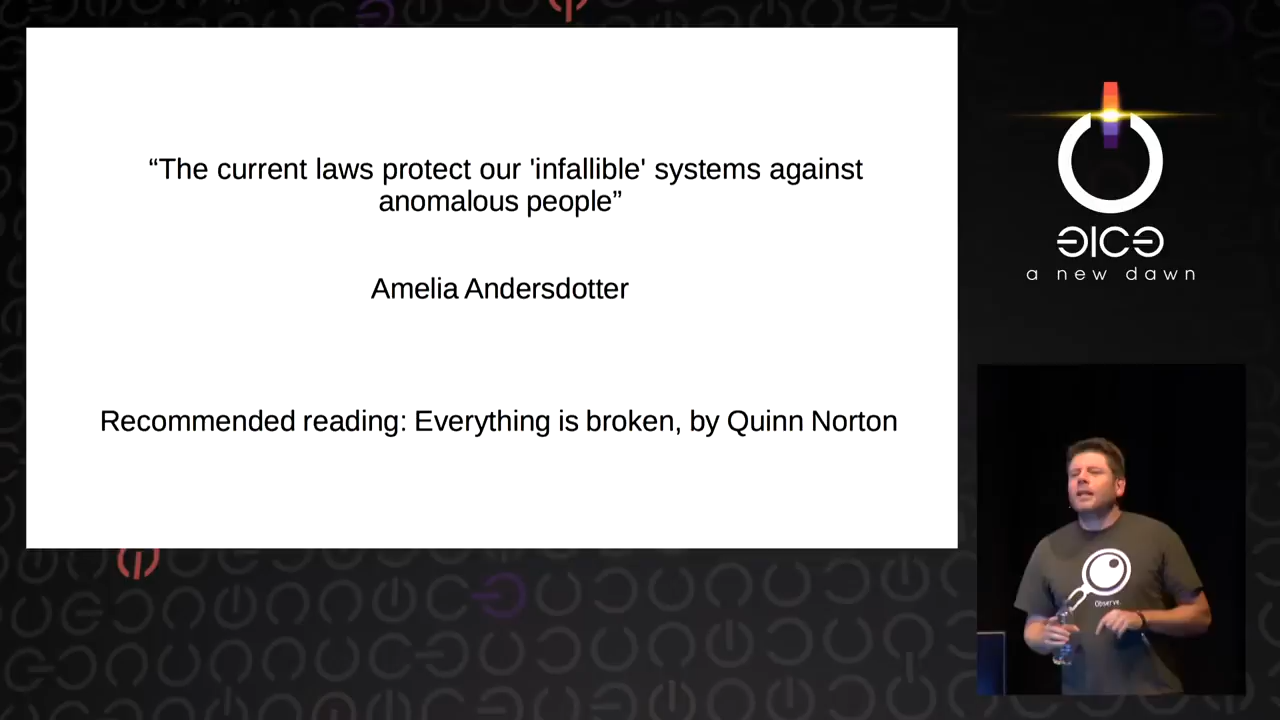 “The current laws protect our 'infallible' systems against
anomalous people”
Amelia Andersdotter
Recommended reading: Everything is broken, by Quinn Norton
a new dawn
Observe.